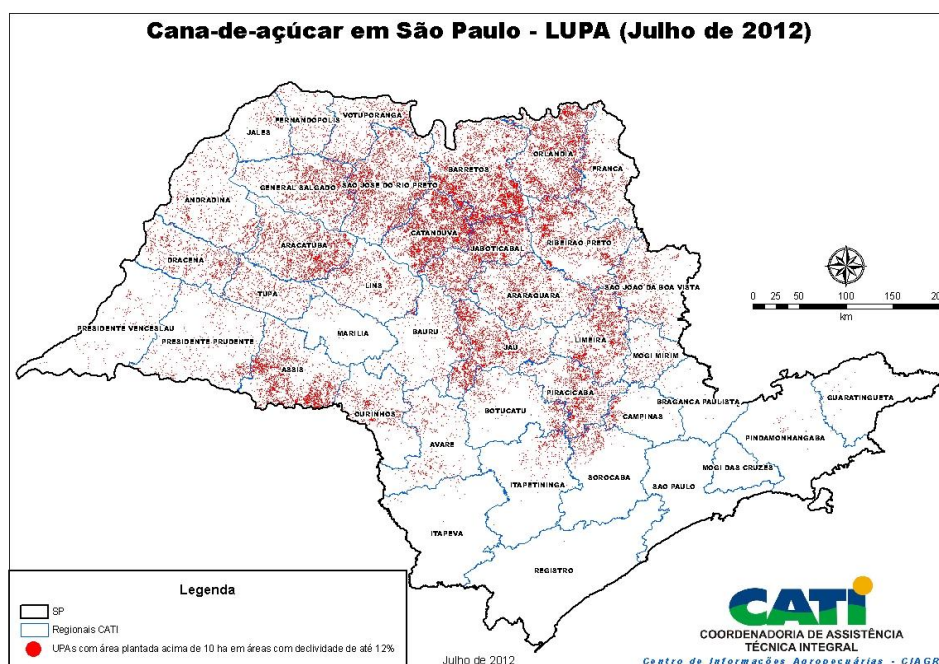 Cana-de-açúcar em São Paulo - LUPA (Julho de 2012)
VOTUPORANGA
FERNANDOPOLIS
JALES
ORLANDIA
BARRETOS
FRANCA
GENERAL SALGADO
SAO JOSE DO RIO PRETO
ANDRADINA
CATANDUVA
RIBEIRAO PRETO
ARACATUBA
JABOTICABAL
DRACENA
SAO JOAO DA BOA VISTA
LINS
TUPA
ARARAQUARA
0 25 50 100 150 20
km
PRESIDENTE VENCESLAU
MARILIA
BAURU
PRESIDENTE PRUDENTE
LIMEIRA
JAU
MOGI MIRIM
ASSIS
PIRACICABA
BRAGANCA PAULISTA
GUARATINGUETA
OURINHOS
BOTUCATU
CAMPINAS
AVARE
PINDAMONHANGABA
MOGI DAS CRUZES
SOROCABA
ITAPETININGA
SAO PAULO
ITAPEVA
REGISTRO
Legenda
SP
Regionais CATI
UPAs com área plantada acima de 10 ha em áreas com declividade de até 12%
Julho de 2012
CATI
COORDENADORIA DE ASSISTÊNCIA
TÉCNICA INTEGRAL
Centro de Informações Agropecuárias - CIAGR